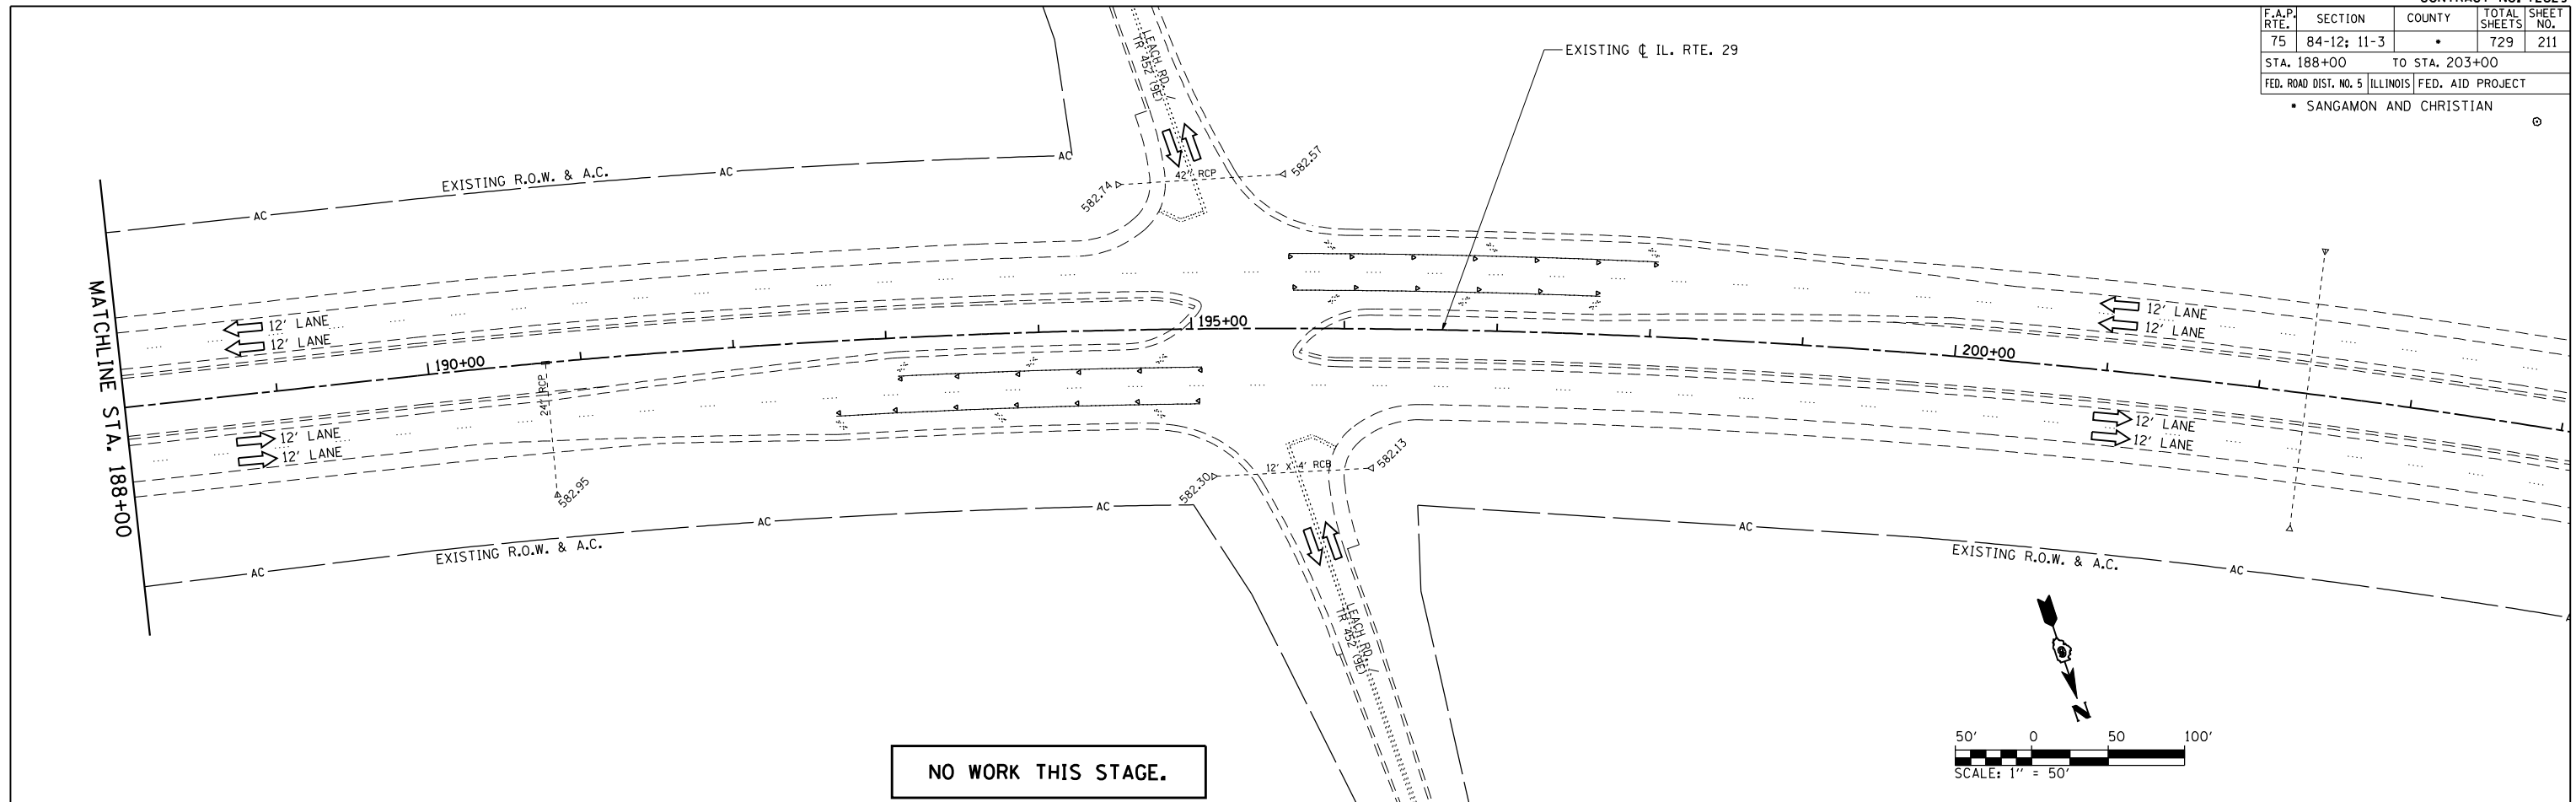 F.A.P. RTE. SECTION COUNTY TOTAL SHEETS SHEET NO.
75 84-12; 11-3 • 729 211
STA. 188+00 TO STA. 203+00
FED. ROAD DIST. NO. 5 ILLINOIS FED. AID PROJECT
• SANGAMON AND CHRISTIAN
EXISTING ℄ IL. RTE. 29
LEACH RD. /
TR 452 (9E)
582.74
42" RCP
582.57
EXISTING R.O.W. & A.C.
AC
AC
AC
MATCHLINE STA. 188+00
12' LANE
12' LANE
12' LANE
12' LANE
190+00
195+00
200+00
12' LANE
12' LANE
12' LANE
12' LANE
24" RCP
582.95
582.30
12' X 4' RCB
582.13
AC
AC
AC
EXISTING R.O.W. & A.C.
AC
AC
EXISTING R.O.W. & A.C.
LEACH RD. /
TR 452 (9E)
N
50' 0 50 100'
SCALE: 1" = 50'
NO WORK THIS STAGE.